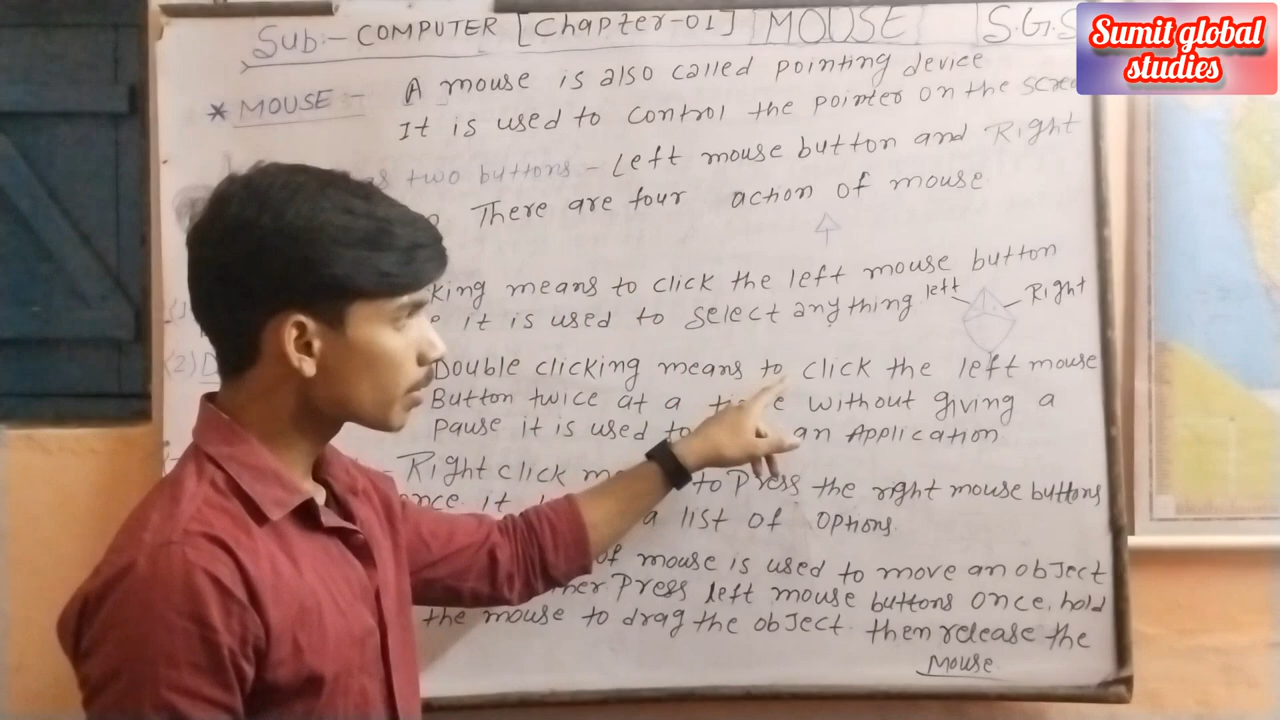 Sub:- COMPUTER [Chapter-01] MOUSE S.G.S
Sumit global
studies
* MOUSE :- A mouse is also called pointing device
It is used to control the pointer on the
two buttons - Left mouse button and Right
There are four action of mouse
means to click the left mouse button
it is used to select anything
left Right
(2) Double clicking means to click the left mouse
Button twice at a without giving a
pause it is used to an Application
- Right click to Press the right mouse buttons
once it a list of options.
of mouse is used to move an object
Press left mouse buttons once, hold
the mouse to drag the object. then release the
Mouse